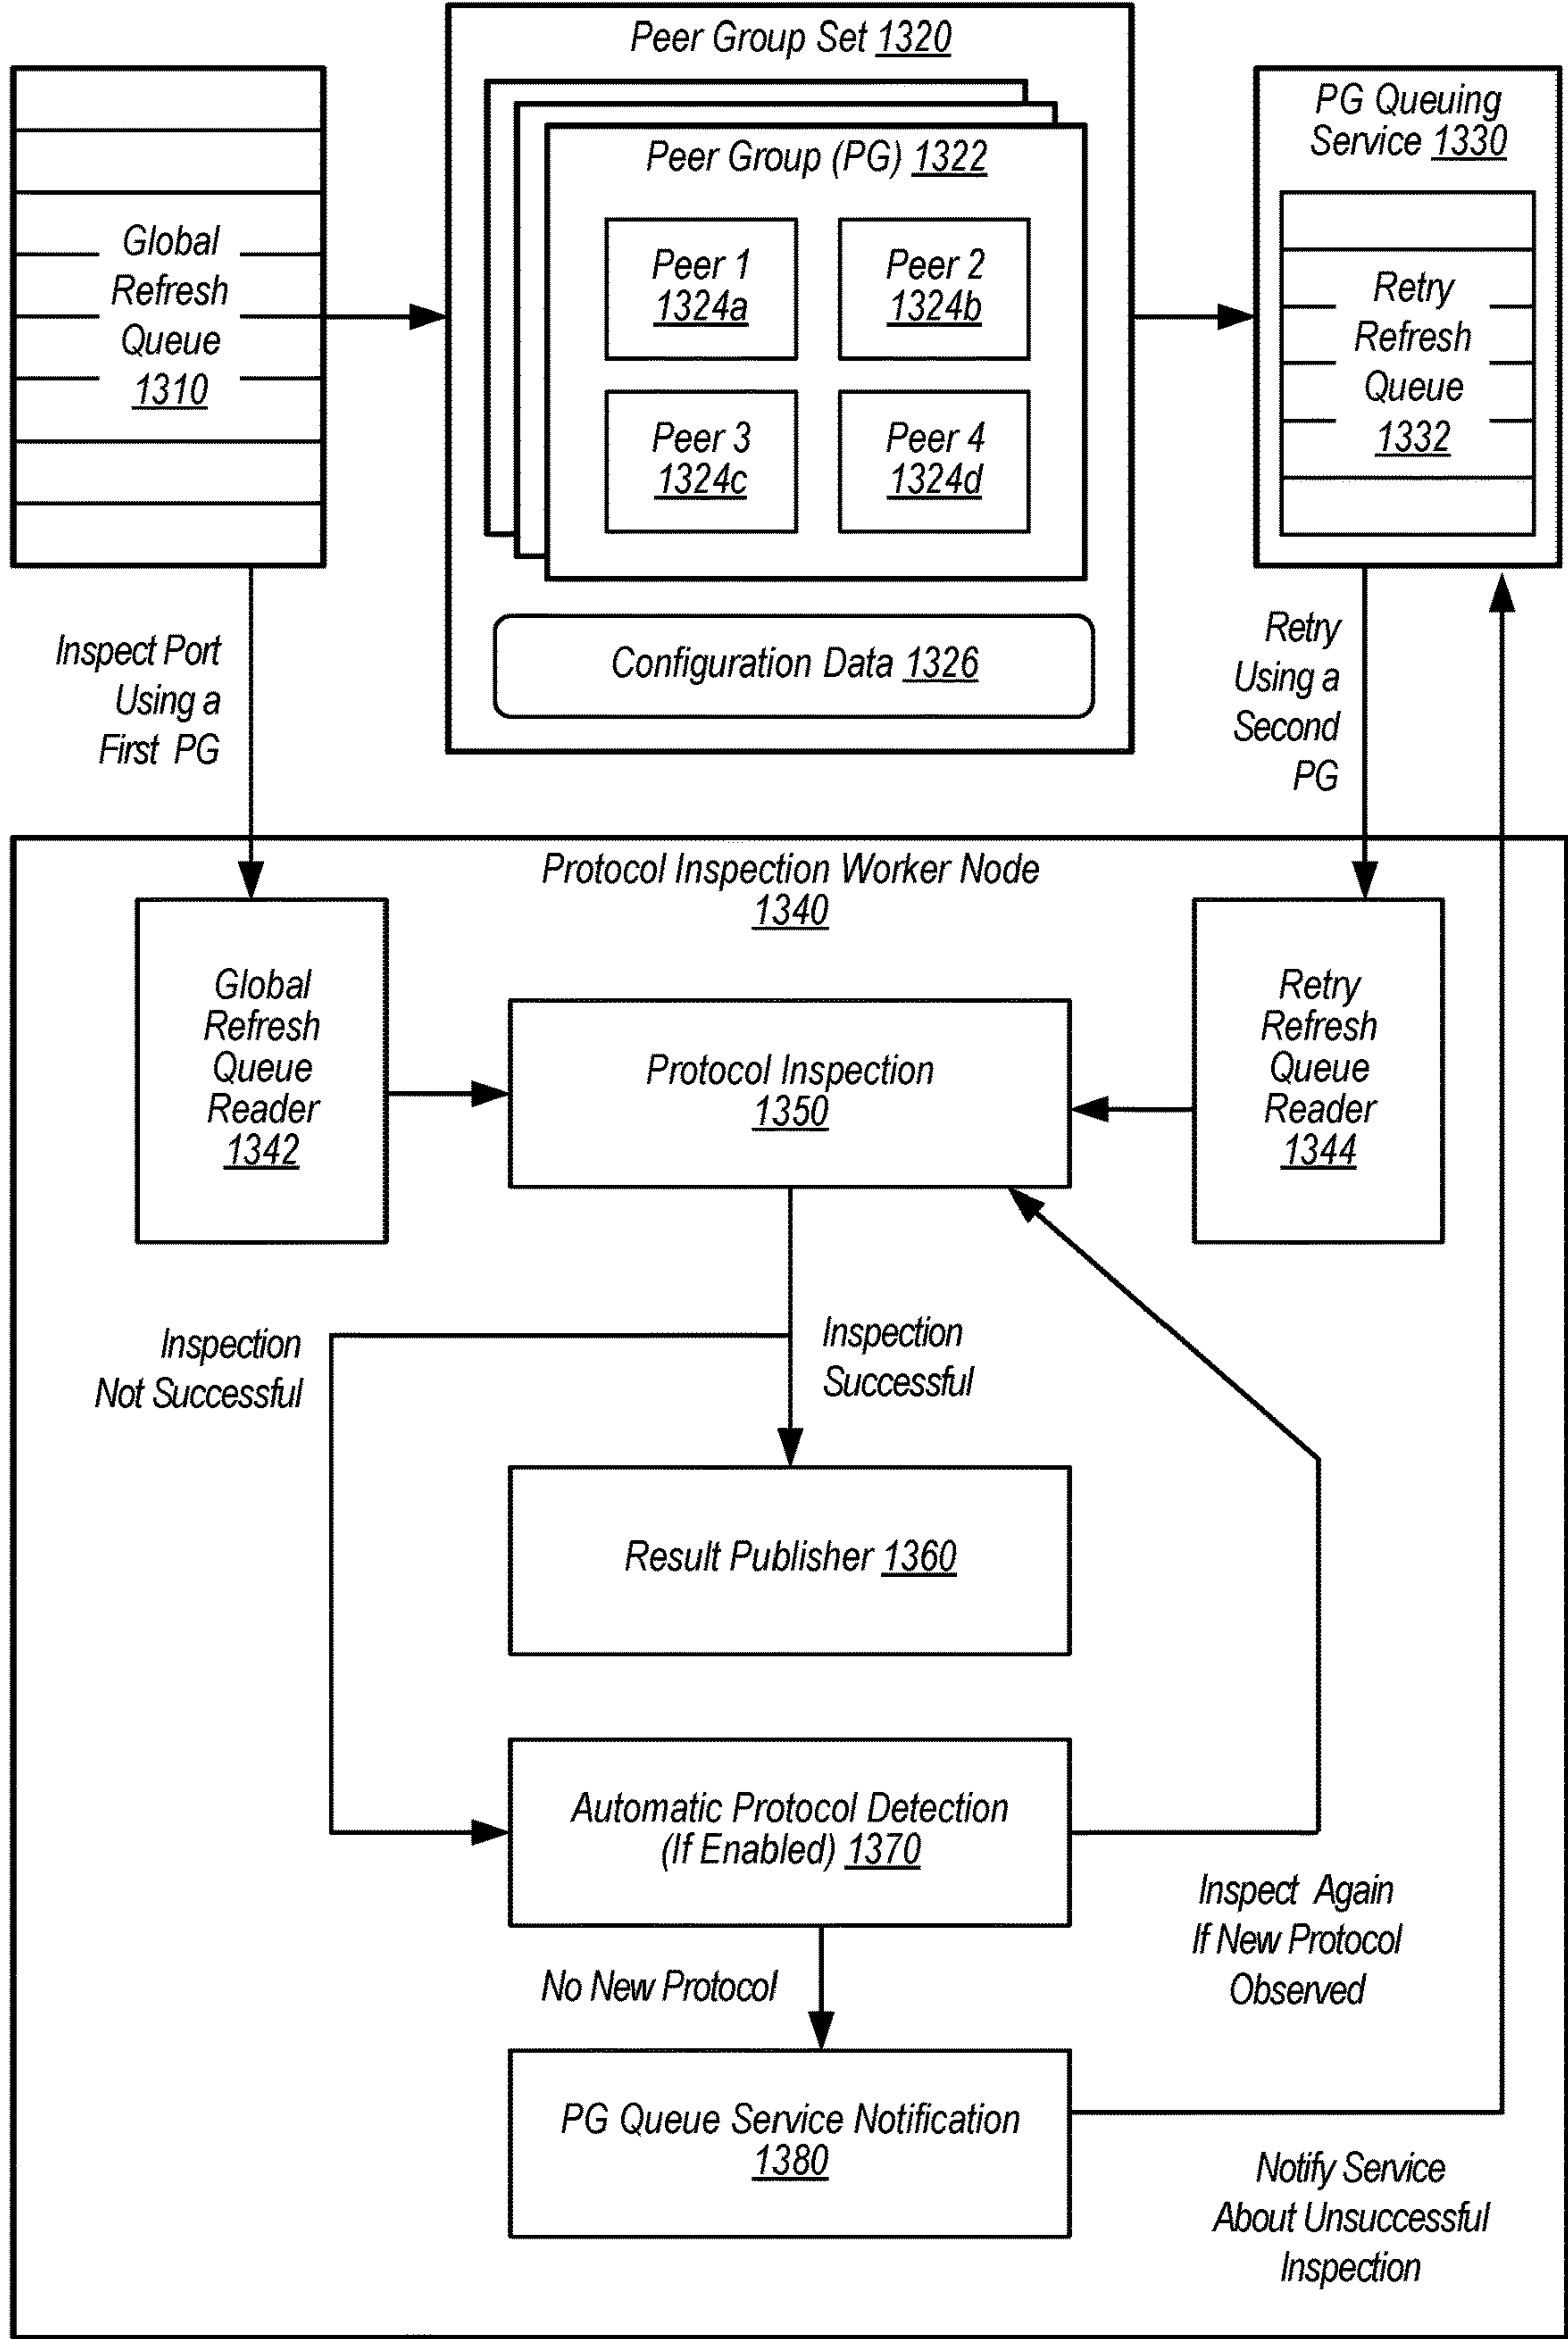 Peer Group Set 1320
Global
Refresh
Queue
1310
Peer Group (PG) 1322
Peer 1
1324a
Peer 2
1324b
Peer 3
1324c
Peer 4
1324d
Configuration Data 1326
PG Queuing
Service 1330
Retry
Refresh
Queue
1332
Inspect Port
Using a
First PG
Retry
Using a
Second
PG
Protocol Inspection Worker Node
1340
Global
Refresh
Queue
Reader
1342
Protocol Inspection
1350
Retry
Refresh
Queue
Reader
1344
Inspection
Not Successful
Inspection
Successful
Result Publisher 1360
Automatic Protocol Detection
(If Enabled) 1370
Inspect Again
If New Protocol
Observed
No New Protocol
PG Queue Service Notification
1380
Notify Service
About Unsuccessful
Inspection